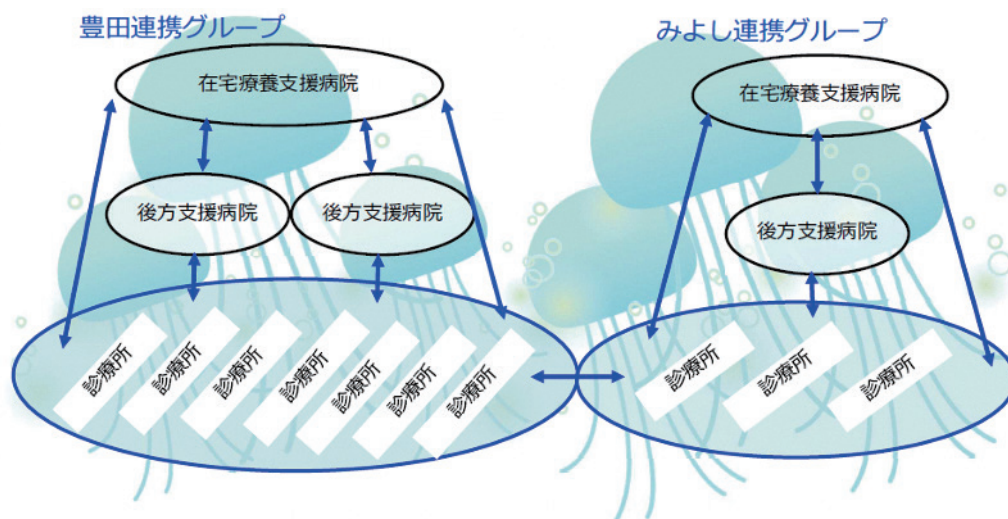 豊田連携グループ
在宅療養支援病院
後方支援病院
後方支援病院
診療所
診療所
診療所
診療所
診療所
診療所
診療所
みよし連携グループ
在宅療養支援病院
後方支援病院
診療所
診療所
診療所